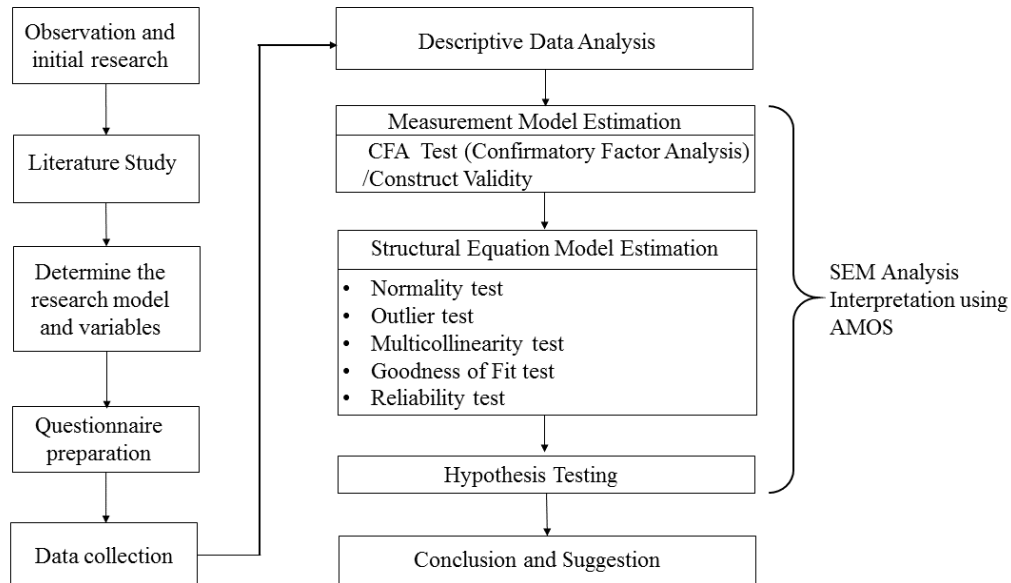 Observation and
initial research
Literature Study
Determine the
research model
and variables
Questionnaire
preparation
Data collection
Descriptive Data Analysis
Measurement Model Estimation
CFA Test (Confirmatory Factor Analysis)
/Construct Validity
Structural Equation Model Estimation
• Normality test
• Outlier test
• Multicollinearity test
• Goodness of Fit test
• Reliability test
Hypothesis Testing
Conclusion and Suggestion
SEM Analysis
Interpretation using
AMOS